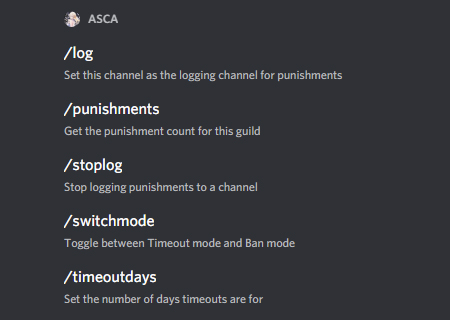 ASCA
/log
Set this channel as the logging channel for punishments
/punishments
Get the punishment count for this guild
/stoplog
Stop logging punishments to a channel
/switchmode
Toggle between Timeout mode and Ban mode
/timeoutdays
Set the number of days timeouts are for